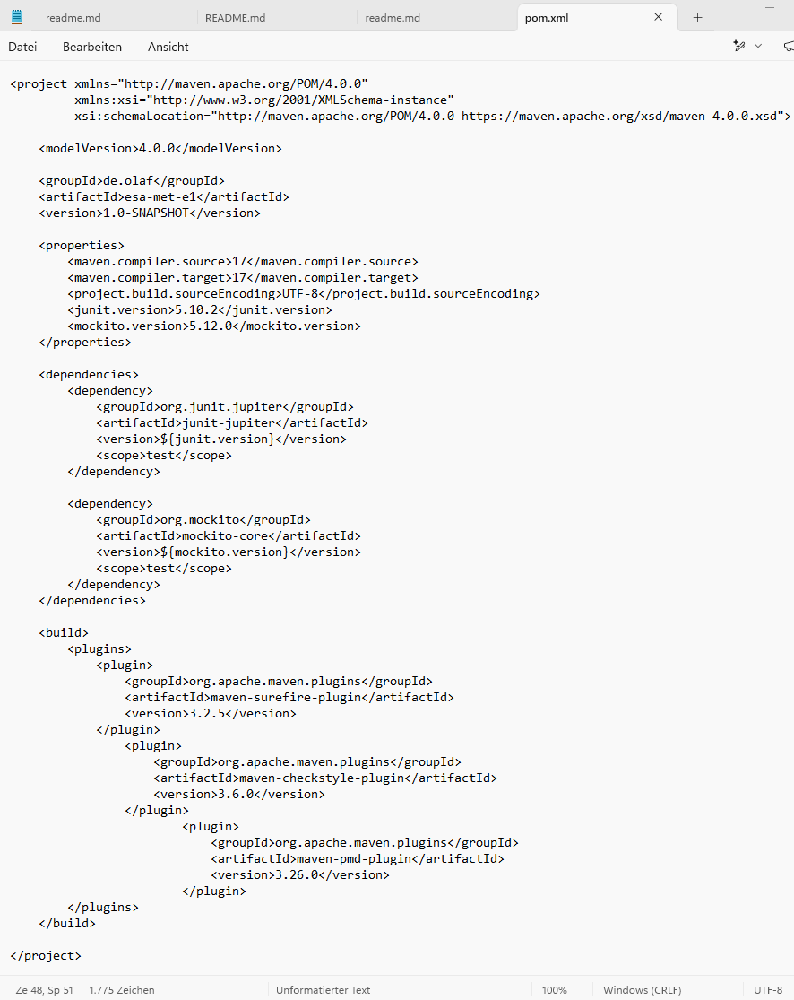 readme.md README.md readme.md pom.xml
Datei Bearbeiten Ansicht
<project xmlns="http://maven.apache.org/POM/4.0.0"
         xmlns:xsi="http://www.w3.org/2001/XMLSchema-instance"
         xsi:schemaLocation="http://maven.apache.org/POM/4.0.0 https://maven.apache.org/xsd/maven-4.0.0.xsd">
    <modelVersion>4.0.0</modelVersion>
    <groupId>de.olaf</groupId>
    <artifactId>esa-met-e1</artifactId>
    <version>1.0-SNAPSHOT</version>
    <properties>
        <maven.compiler.source>17</maven.compiler.source>
        <maven.compiler.target>17</maven.compiler.target>
        <project.build.sourceEncoding>UTF-8</project.build.sourceEncoding>
        <junit.version>5.10.2</junit.version>
        <mockito.version>5.12.0</mockito.version>
    </properties>
    <dependencies>
        <dependency>
            <groupId>org.junit.jupiter</groupId>
            <artifactId>junit-jupiter</artifactId>
            <version>${junit.version}</version>
            <scope>test</scope>
        </dependency>
        <dependency>
            <groupId>org.mockito</groupId>
            <artifactId>mockito-core</artifactId>
            <version>${mockito.version}</version>
            <scope>test</scope>
        </dependency>
    </dependencies>
    <build>
        <plugins>
            <plugin>
                <groupId>org.apache.maven.plugins</groupId>
                <artifactId>maven-surefire-plugin</artifactId>
                <version>3.2.5</version>
            </plugin>
                <plugin>
                    <groupId>org.apache.maven.plugins</groupId>
                    <artifactId>maven-checkstyle-plugin</artifactId>
                    <version>3.6.0</version>
                </plugin>
                        <plugin>
                            <groupId>org.apache.maven.plugins</groupId>
                            <artifactId>maven-pmd-plugin</artifactId>
                            <version>3.26.0</version>
                        </plugin>
        </plugins>
    </build>
</project>
Ze 48, Sp 51 1.775 Zeichen Unformatierter Text 100% Windows (CRLF) UTF-8